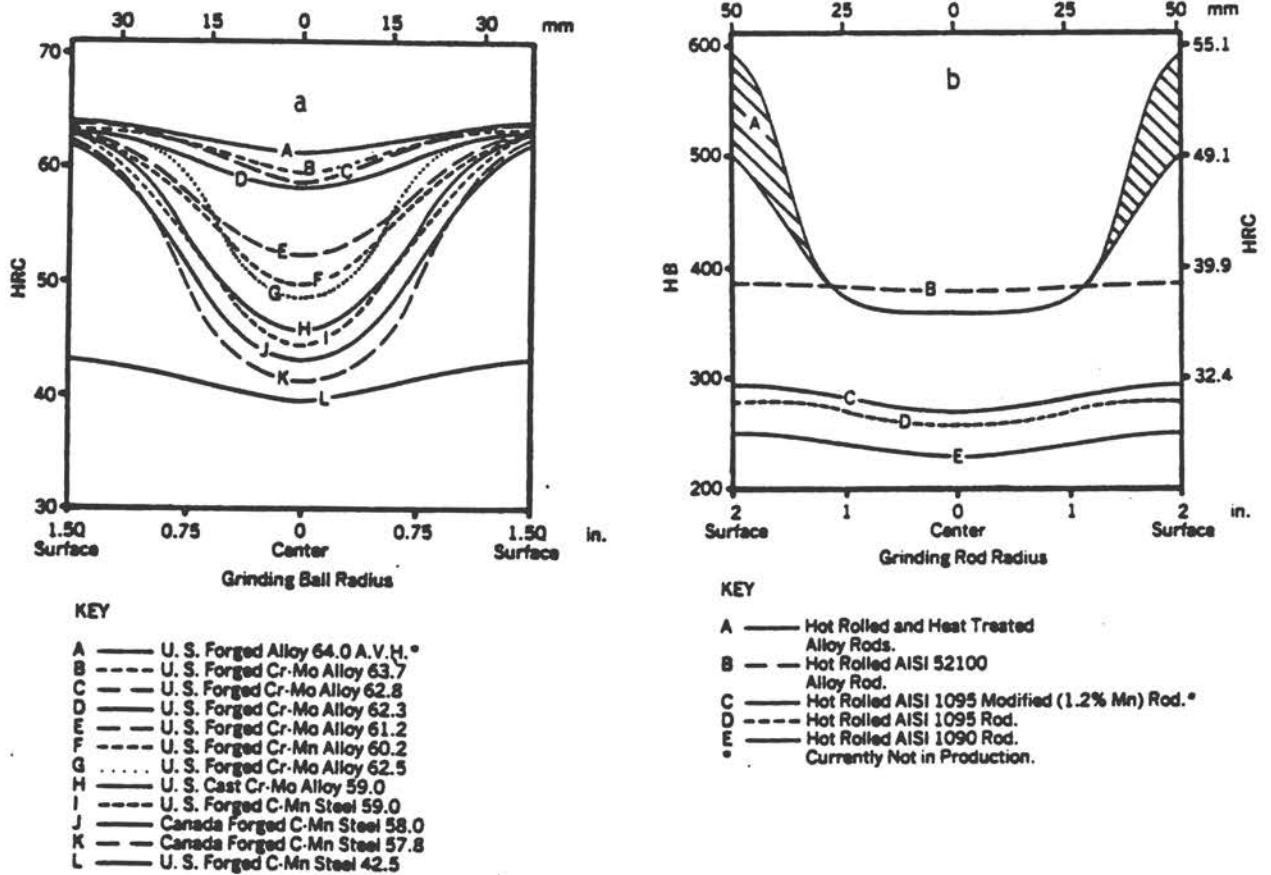 30 15 0 15 30 mm
70
60
50
40
30
HRC
a
A
B
C
D
E
F
G
H
I
J
K
L
1.50 0.75 0 0.75 1.50 in.
Surface Center Surface
Grinding Ball Radius
KEY
A U. S. Forged Alloy 64.0 A.V.H.*
B U. S. Forged Cr-Mo Alloy 63.7
C U. S. Forged Cr-Mo Alloy 62.8
D U. S. Forged Cr-Mo Alloy 62.3
E U. S. Forged Cr-Mo Alloy 61.2
F U. S. Forged Cr-Mn Alloy 60.2
G U. S. Forged Cr-Mo Alloy 62.5
H U. S. Cast Cr-Mo Alloy 59.0
I U. S. Forged C-Mn Steel 59.0
J Canada Forged C-Mn Steel 58.0
K Canada Forged C-Mn Steel 57.8
L U. S. Forged C-Mn Steel 42.5
50 25 0 25 50 mm
600
500
400
300
200
HB
55.1
49.1
39.9
32.4
HRC
b
A
B
C
D
E
2 1 0 1 2 in.
Surface Center Surface
Grinding Rod Radius
KEY
A Hot Rolled and Heat Treated
Alloy Rods.
B Hot Rolled AISI 52100
Alloy Rod.
C Hot Rolled AISI 1095 Modified (1.2% Mn) Rod.*
D Hot Rolled AISI 1095 Rod.
E Hot Rolled AISI 1090 Rod.
* Currently Not in Production.